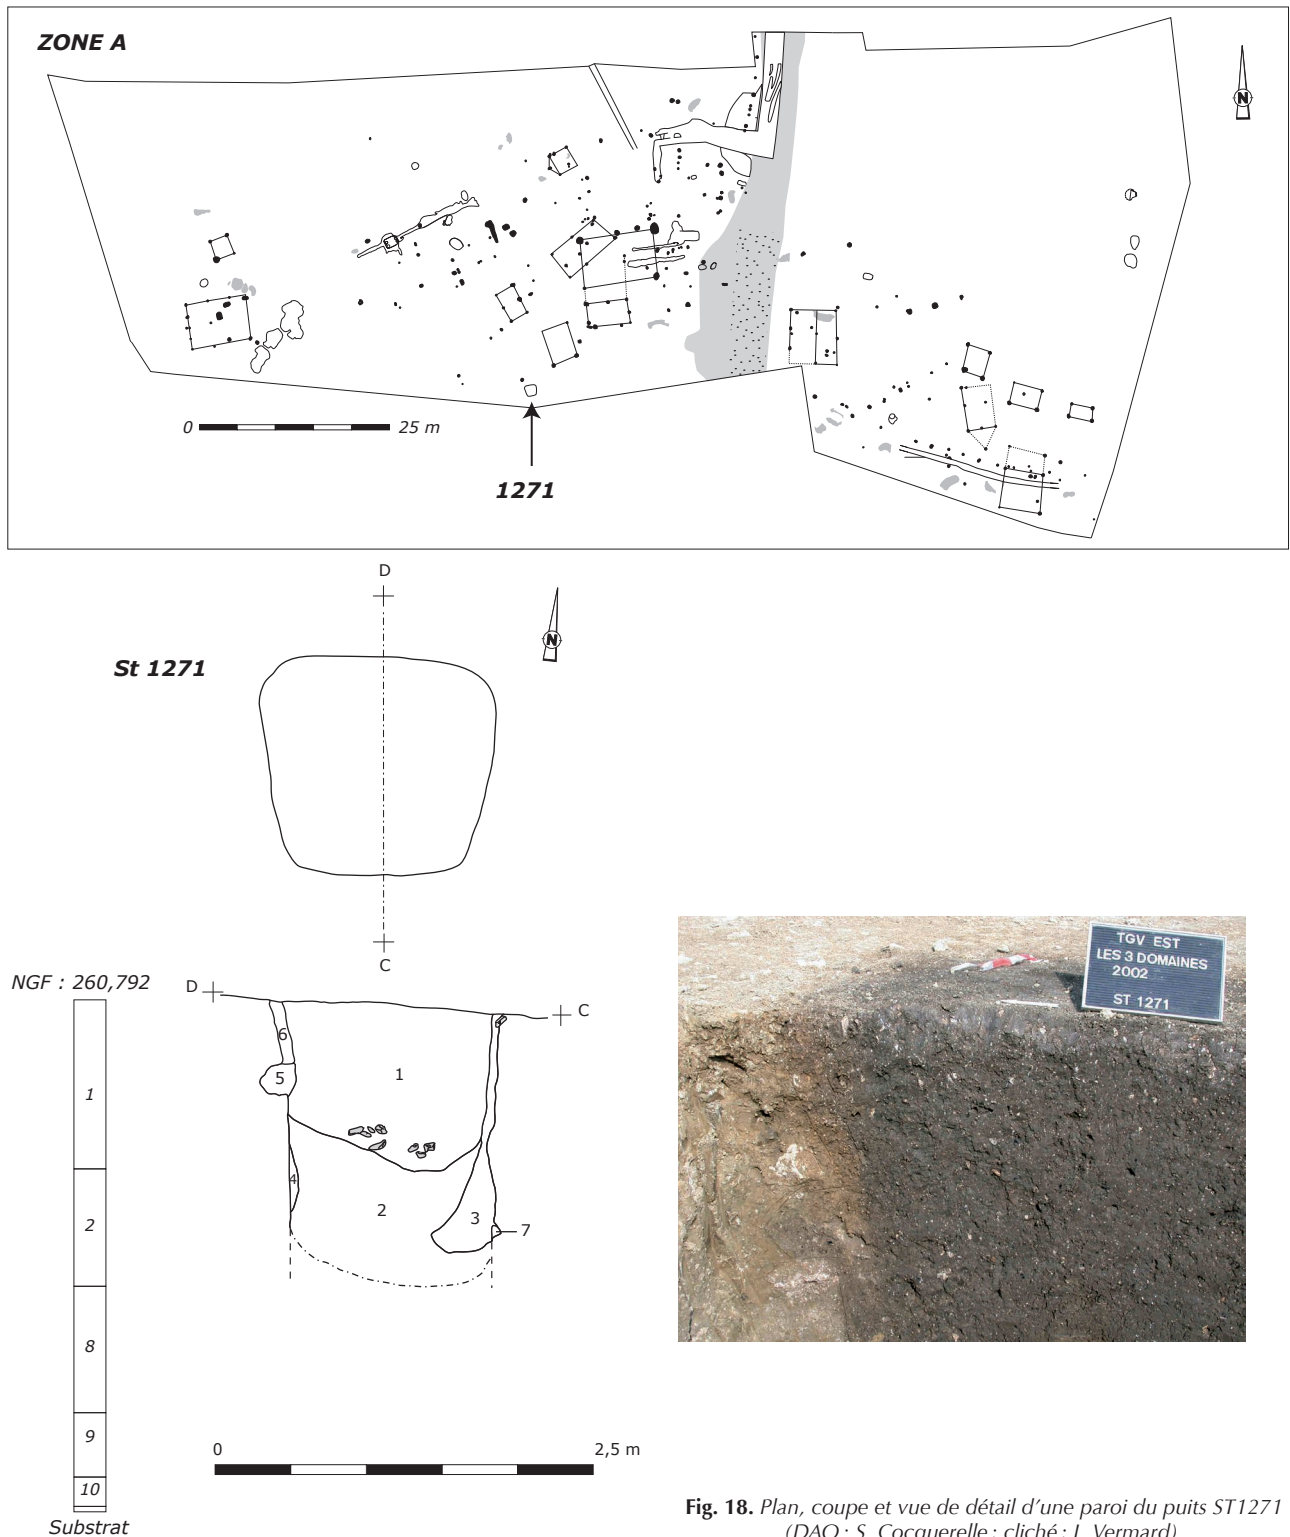 ZONE A
N
0 25 m
1271
D
N
St 1271
C
NGF : 260,792
D
C
6
5
1
1
4
2
3
7
2
8
9
10
Substrat
0 2,5 m
TGV EST
LES 3 DOMAINES
2002
ST 1271
Fig. 18. Plan, coupe et vue de détail d'une paroi du puits ST1271
(DAO : S. Cocquerelle ; cliché : L. Vermard)